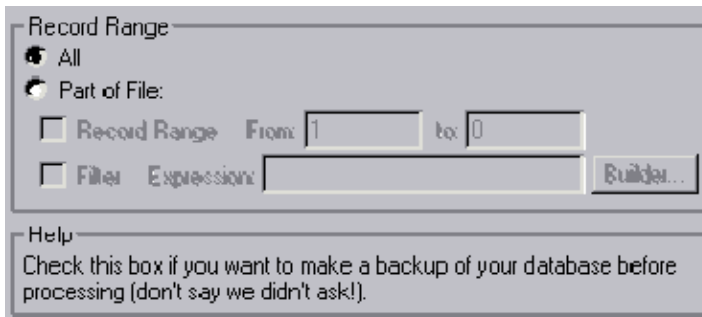 Record Range
All
Part of File:
Record Range From: 1 to: 0
Filter Expression: Builder...
Help
Check this box if you want to make a backup of your database before
processing (don't say we didn't ask!).